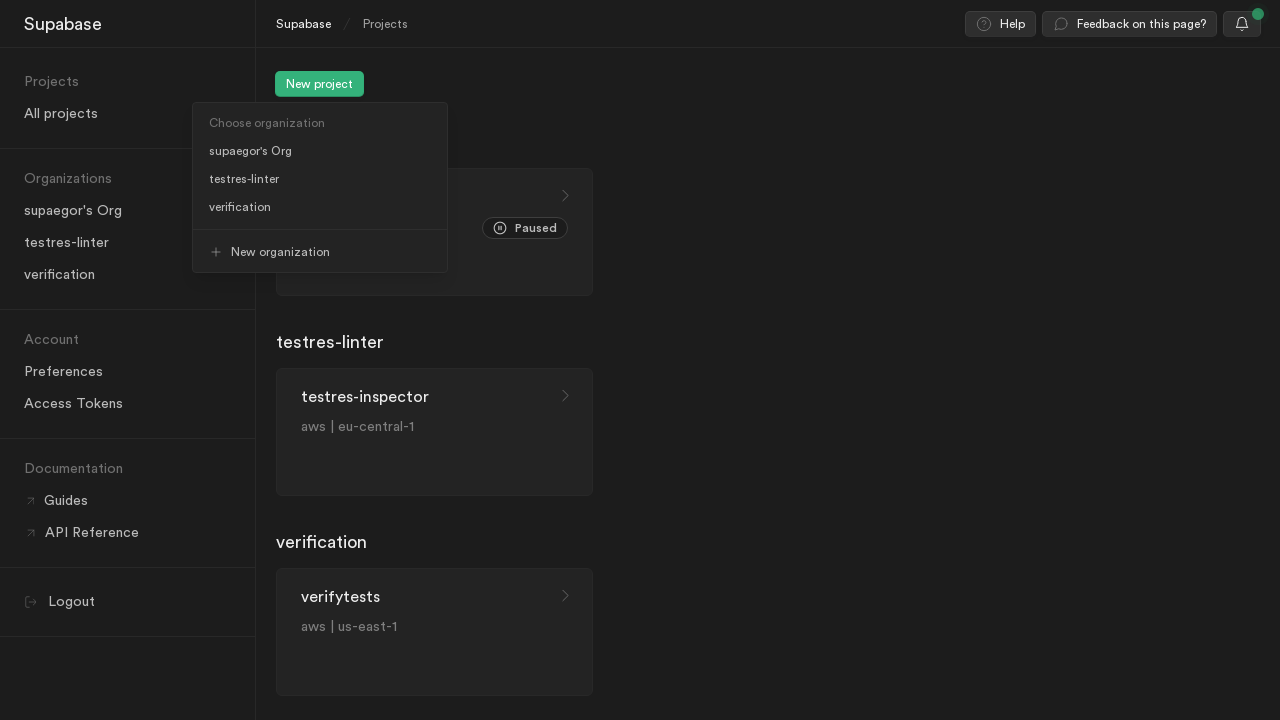 Supabase
Projects
All projects
Organizations
supaegor's Org
testres-linter
verification
Account
Preferences
Access Tokens
Documentation
Guides
API Reference
Logout
Supabase / Projects
Help
Feedback on this page?
New project
Choose organization
supaegor's Org
testres-linter
verification
New organization
Paused
testres-linter
testres-inspector
aws | eu-central-1
verification
verifytests
aws | us-east-1